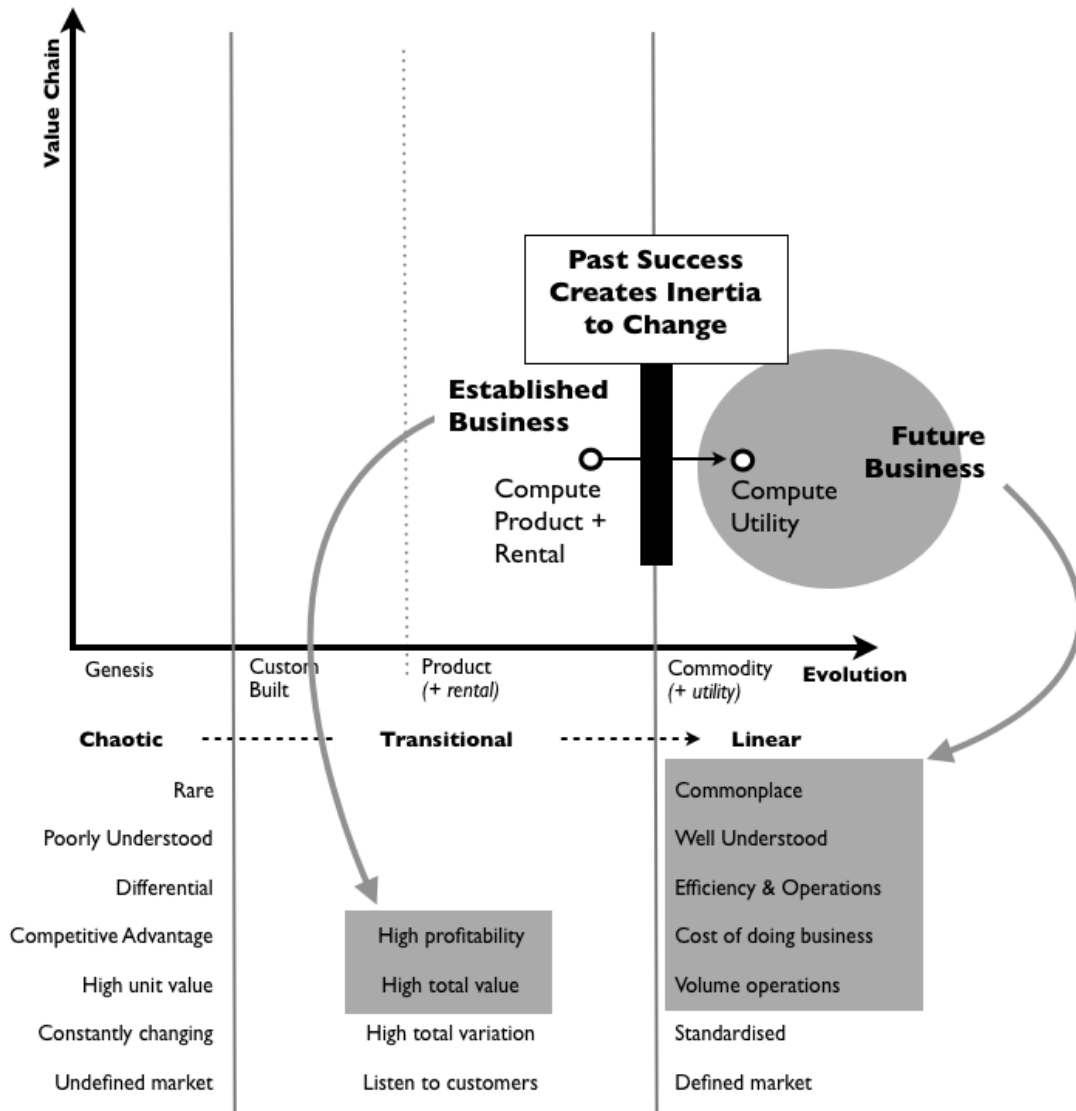 Value Chain
Past Success
Creates Inertia
to Change
Established
Business
Future
Business
Compute
Product +
Rental
Compute
Utility
Genesis
Custom
Built
Product
(+ rental)
Commodity
(+ utility)
Evolution
Chaotic
Transitional
Linear
Rare
Commonplace
Poorly Understood
Well Understood
Differential
Efficiency & Operations
Competitive Advantage
High profitability
Cost of doing business
High unit value
High total value
Volume operations
Constantly changing
High total variation
Standardised
Undefined market
Listen to customers
Defined market